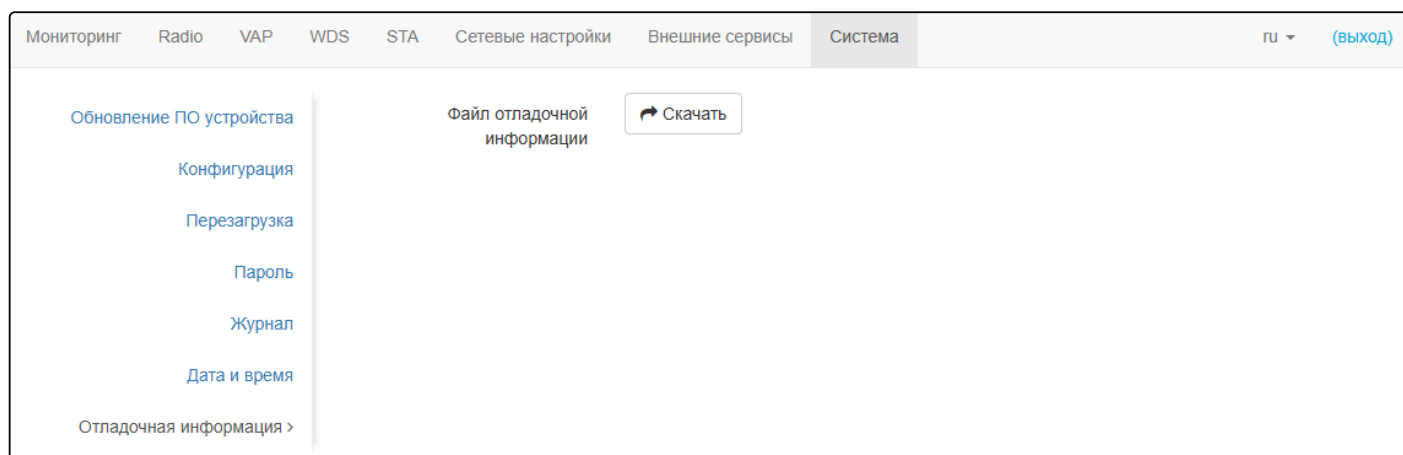 Мониторинг Radio VAP WDS STA Сетевые настройки Внешние сервисы Система ru (выход)
Обновление ПО устройства
Конфигурация
Перезагрузка
Пароль
Журнал
Дата и время
Отладочная информация >
Файл отладочной
информации
Скачать